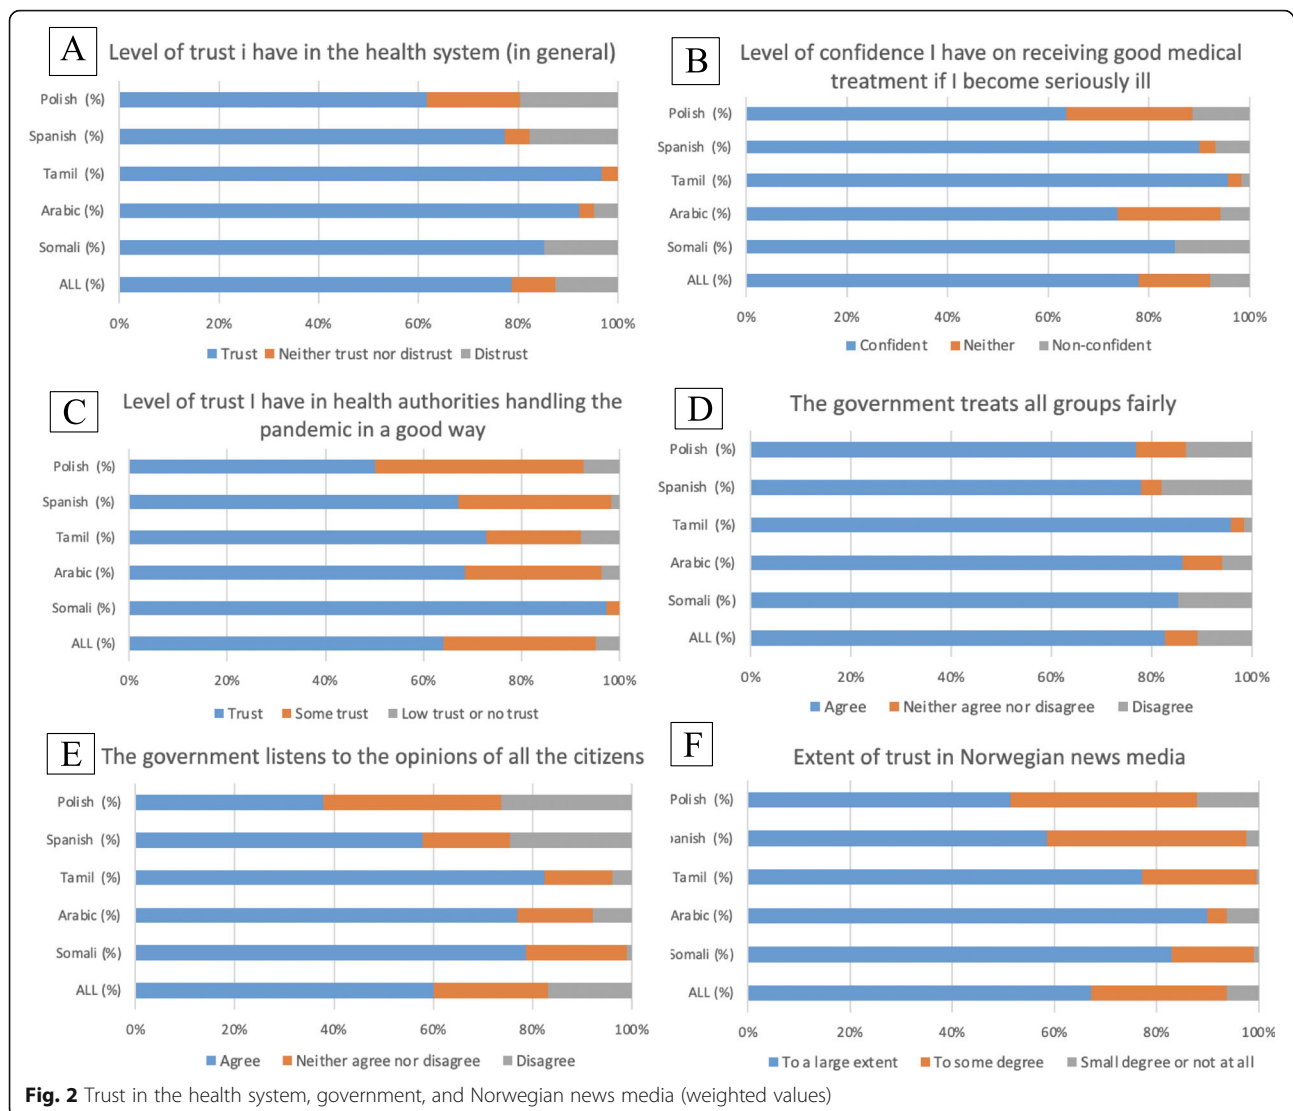 A
Level of trust i have in the health system (in general)
Polish (%)
Spanish (%)
Tamil (%)
Arabic (%)
Somali (%)
ALL (%)
0% 20% 40% 60% 80% 100%
Trust Neither trust nor distrust Distrust
B
Level of confidence I have on receiving good medical
treatment if I become seriously ill
Polish (%)
Spanish (%)
Tamil (%)
Arabic (%)
Somali (%)
ALL (%)
0% 20% 40% 60% 80% 100%
Confident Neither Non-confident
C
Level of trust I have in health authorities handling the
pandemic in a good way
Polish (%)
Spanish (%)
Tamil (%)
Arabic (%)
Somali (%)
ALL (%)
0% 20% 40% 60% 80% 100%
Trust Some trust Low trust or no trust
D
The government treats all groups fairly
Polish (%)
Spanish (%)
Tamil (%)
Arabic (%)
Somali (%)
ALL (%)
0% 20% 40% 60% 80% 100%
Agree Neither agree nor disagree Disagree
E
The government listens to the opinions of all the citizens
Polish (%)
Spanish (%)
Tamil (%)
Arabic (%)
Somali (%)
ALL (%)
0% 20% 40% 60% 80% 100%
Agree Neither agree nor disagree Disagree
F
Extent of trust in Norwegian news media
Polish (%)
panish (%)
Tamil (%)
Arabic (%)
Somali (%)
ALL (%)
0% 20% 40% 60% 80% 100%
To a large extent To some degree Small degree or not at all
Fig. 2 Trust in the health system, government, and Norwegian news media (weighted values)